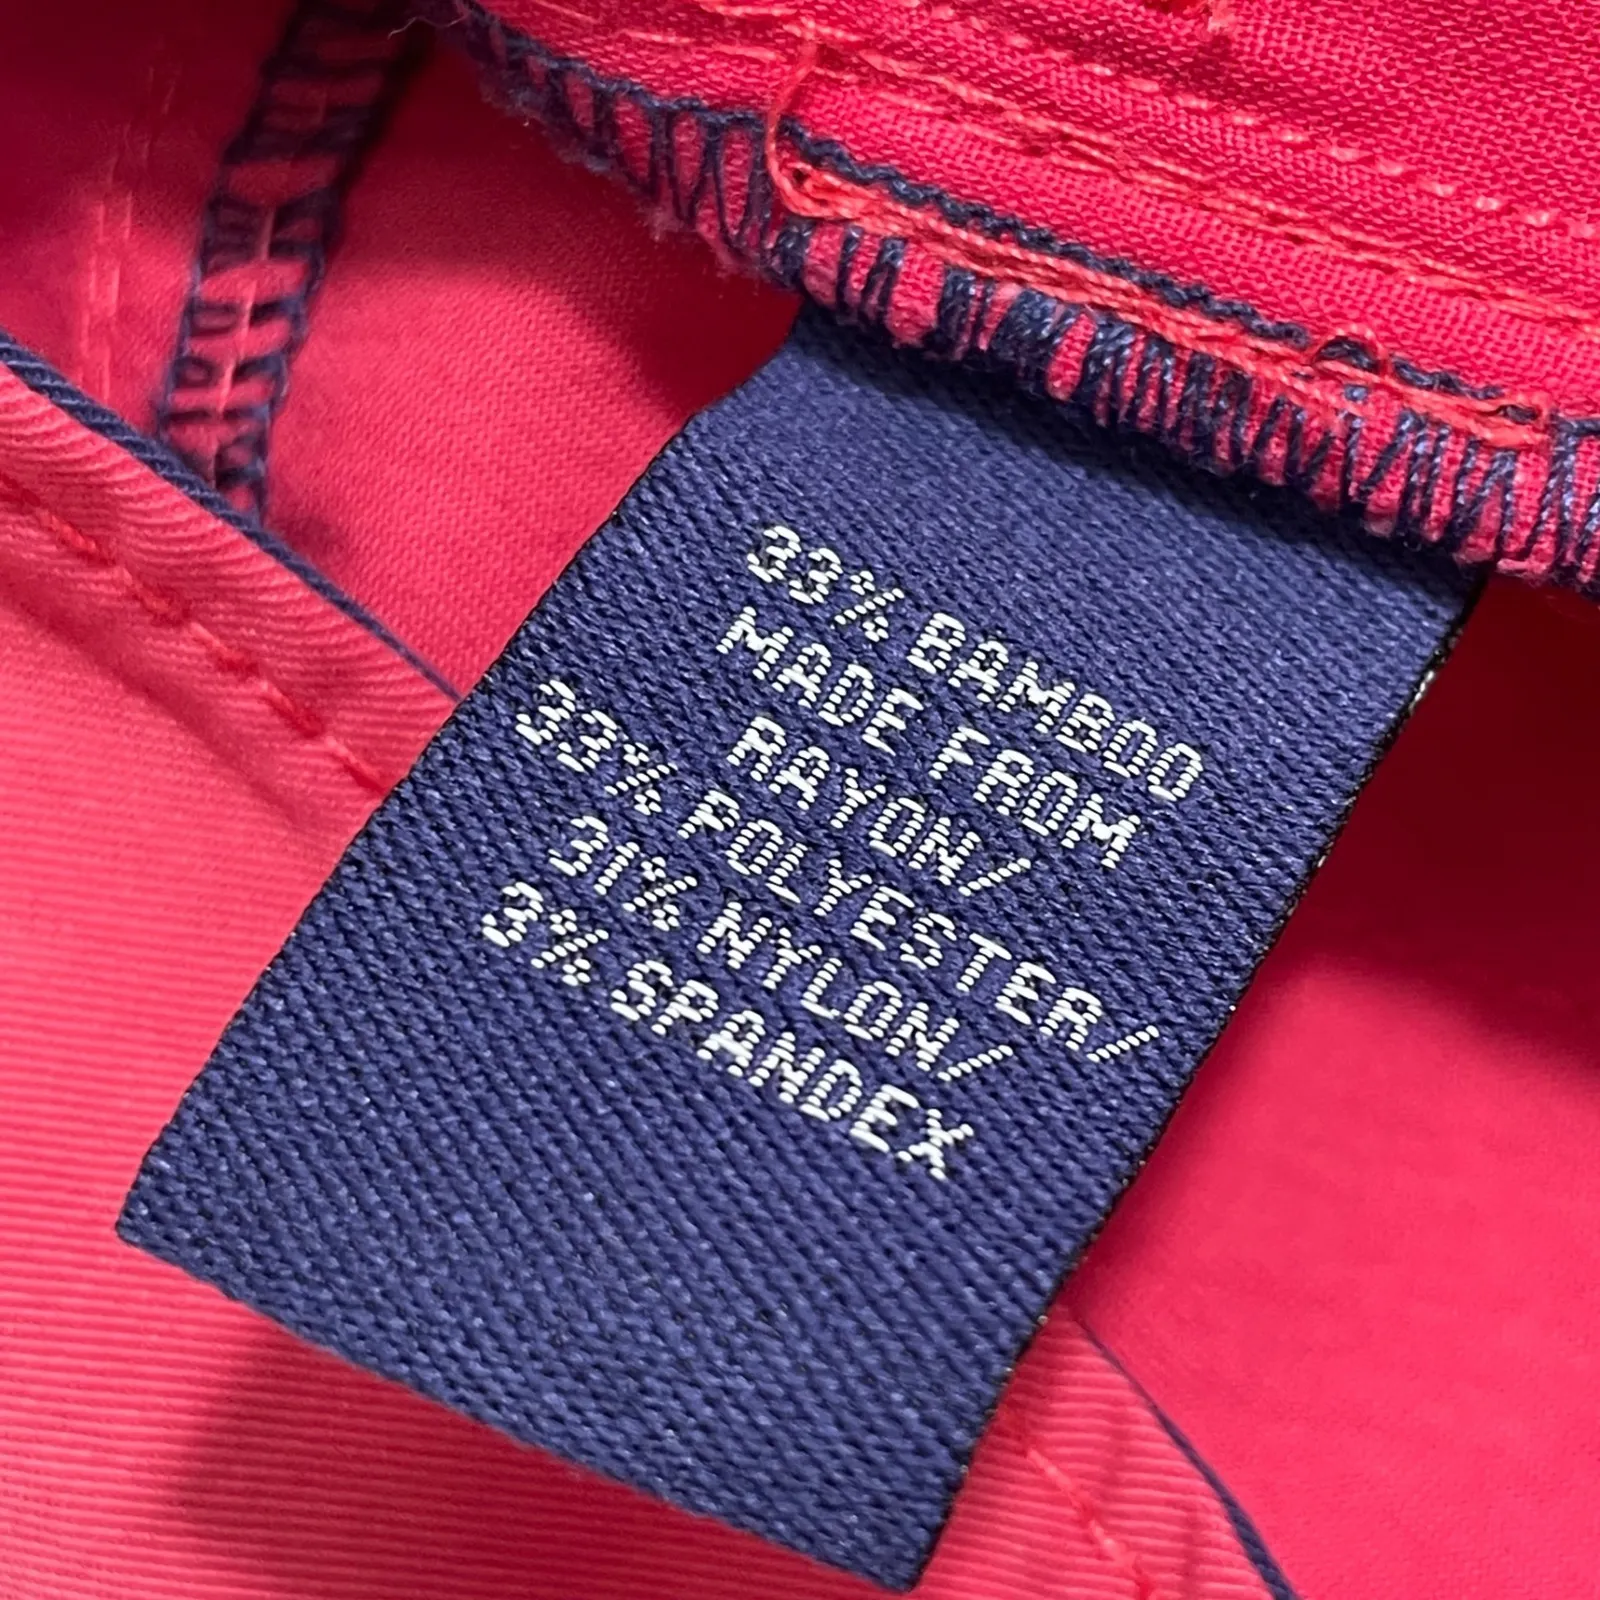 33% BAMBOO
MADE FROM
RAYON/
33% POLYESTER/
31% NYLON/
3% SPANDEX